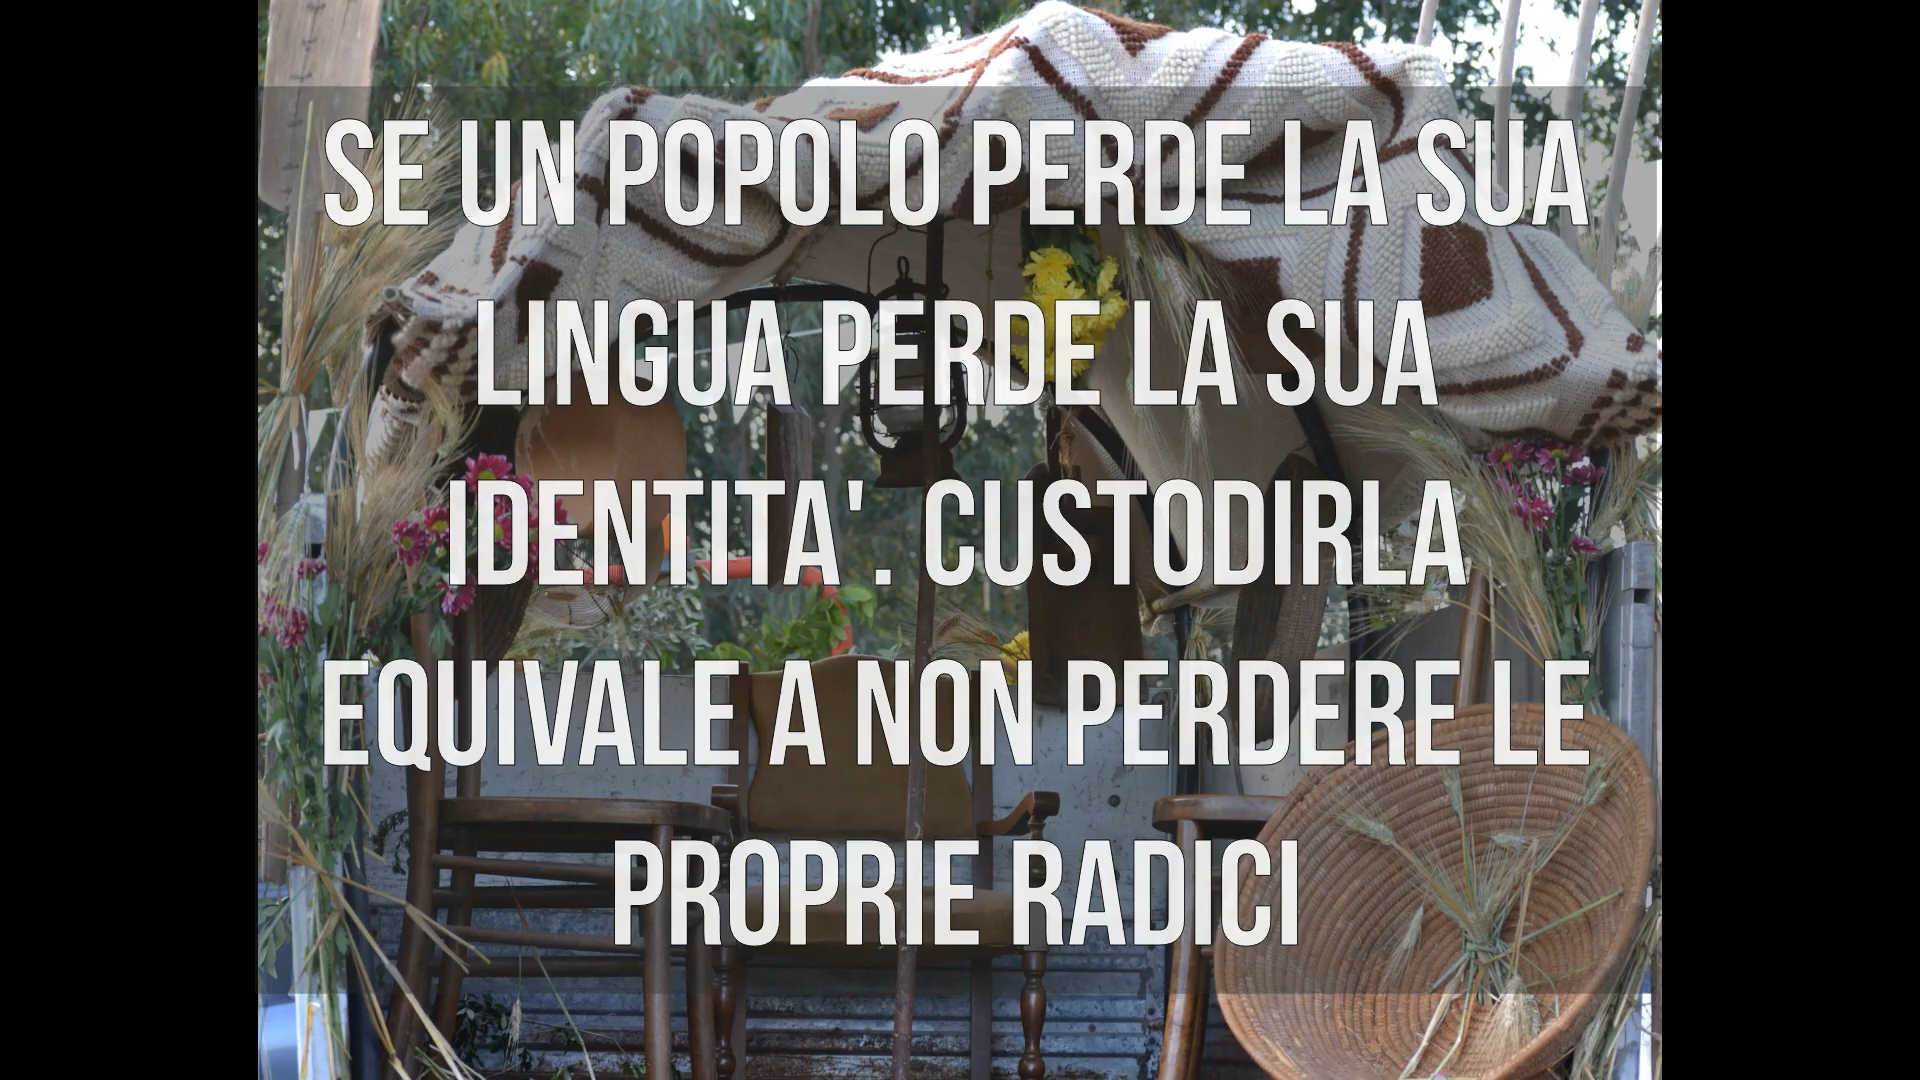 SE UN POPOLO PERDE LA SUA
LINGUA PERDE LA SUA
IDENTITA'. CUSTODIRLA
EQUIVALE A NON PERDERE LE
PROPRIE RADICI